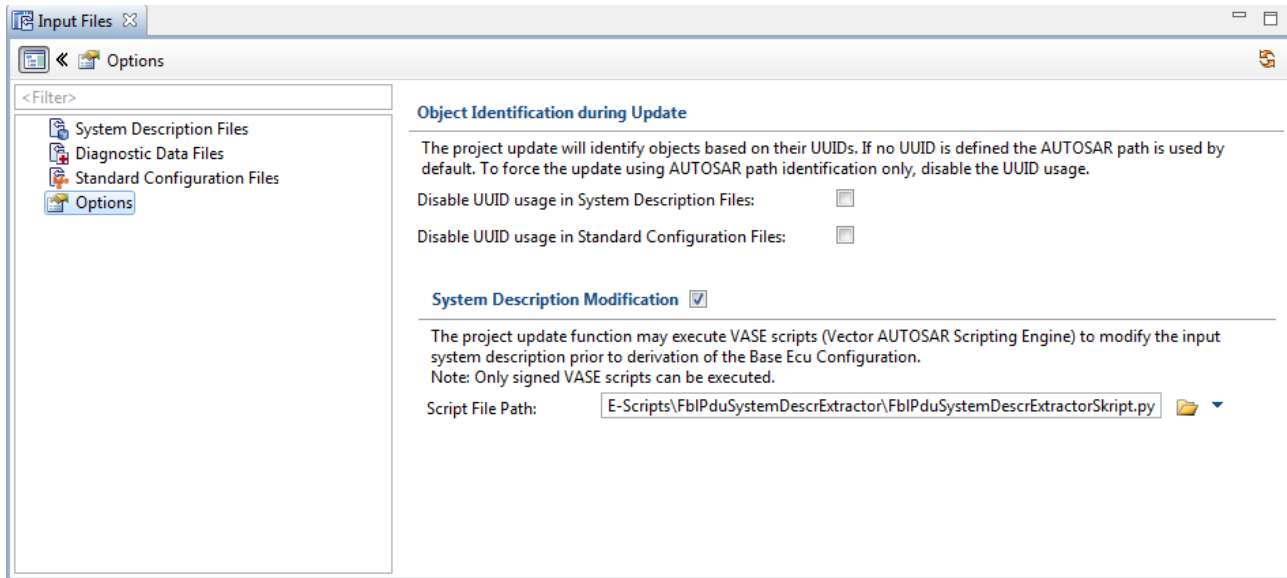 Input Files
Options
<Filter>
System Description Files
Diagnostic Data Files
Standard Configuration Files
Options
Object Identification during Update
The project update will identify objects based on their UUIDs. If no UUID is defined the AUTOSAR path is used by
default. To force the update using AUTOSAR path identification only, disable the UUID usage.
Disable UUID usage in System Description Files:
Disable UUID usage in Standard Configuration Files:
System Description Modification
The project update function may execute VASE scripts (Vector AUTOSAR Scripting Engine) to modify the input
system description prior to derivation of the Base Ecu Configuration.
Note: Only signed VASE scripts can be executed.
Script File Path: E-Scripts\FblPduSystemDescrExtractor\FblPduSystemDescrExtractorSkript.py